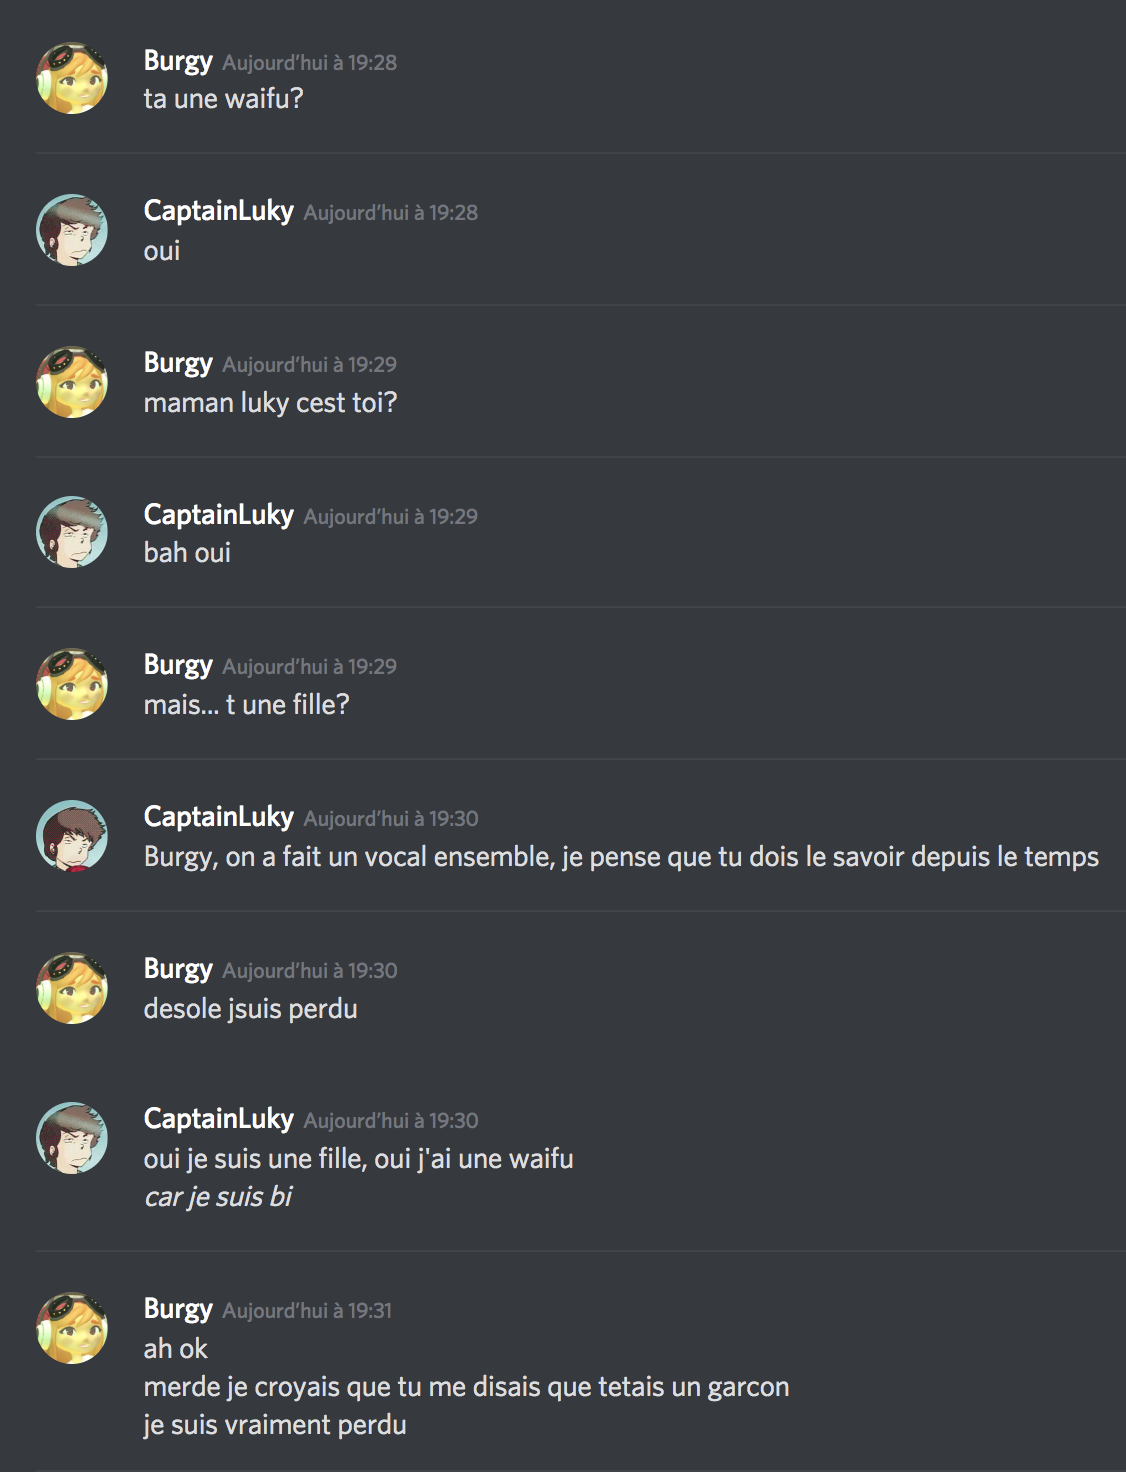 Burgy Aujourd'hui à 19:28
ta une waifu?
CaptainLuky Aujourd'hui à 19:28
oui
Burgy Aujourd'hui à 19:29
maman luky cest toi?
CaptainLuky Aujourd'hui à 19:29
bah oui
Burgy Aujourd'hui à 19:29
mais... t une fille?
CaptainLuky Aujourd'hui à 19:30
Burgy, on a fait un vocal ensemble, je pense que tu dois le savoir depuis le temps
Burgy Aujourd'hui à 19:30
desole jsuis perdu
CaptainLuky Aujourd'hui à 19:30
oui je suis une fille, oui j'ai une waifu
car je suis bi
Burgy Aujourd'hui à 19:31
ah ok
merde je croyais que tu me disais que tetais un garcon
je suis vraiment perdu